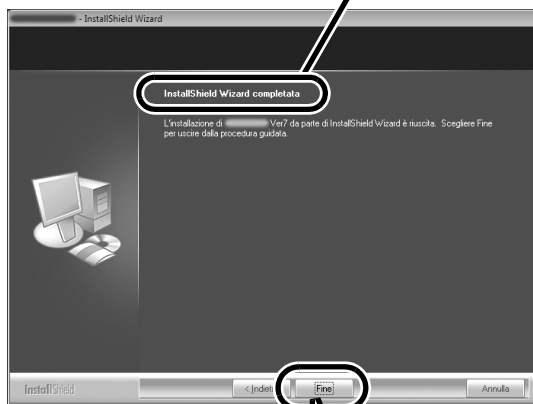 - InstallShield Wizard
InstallShield Wizard completata
L'installazione di Ver7 da parte di InstallShield Wizard è riuscita. Scegliere Fine
per uscire dalla procedura guidata.
InstallShield
< Indietro
Fine
Annulla